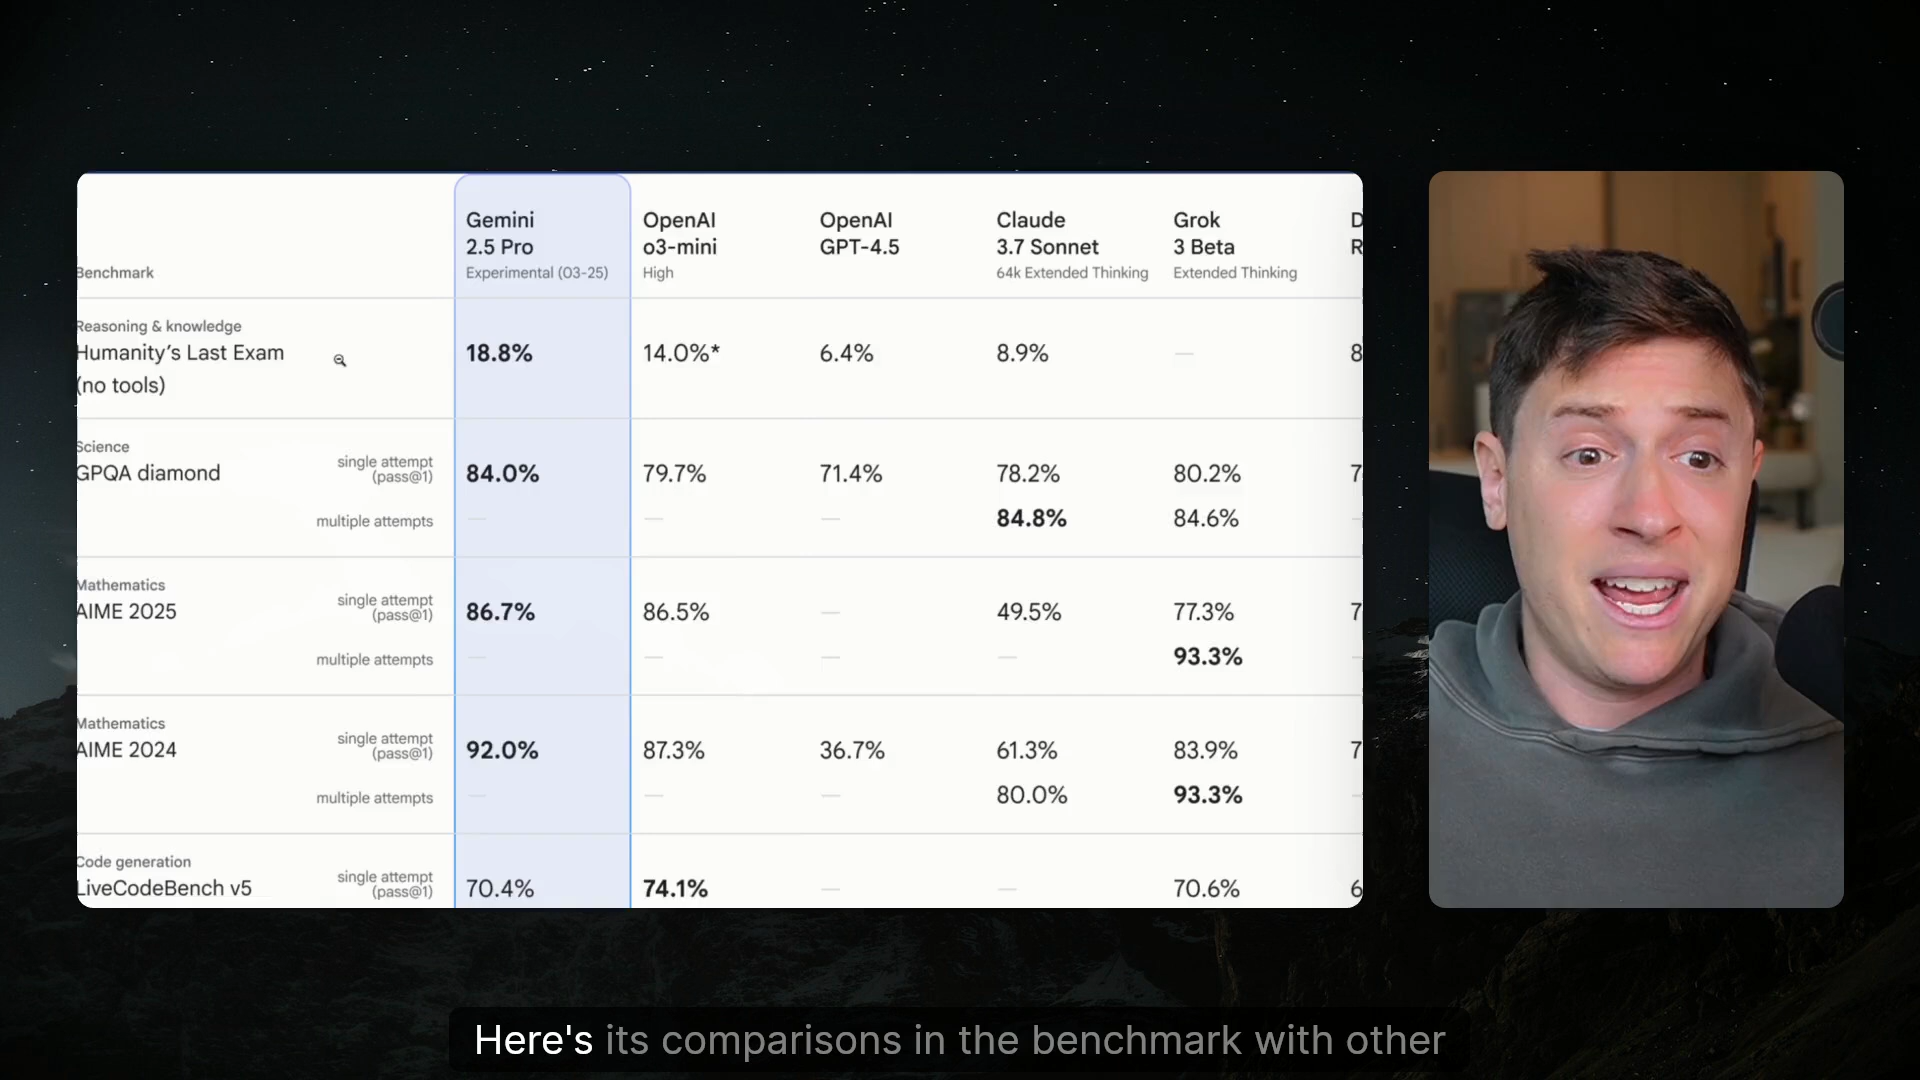 Gemini OpenAI OpenAI Claude Grok D
2.5 Pro o3-mini GPT-4.5 3.7 Sonnet 3 Beta R
Benchmark Experimental (03-25) High 64k Extended Thinking Extended Thinking
Reasoning & knowledge
Humanity's Last Exam 18.8% 14.0%* 6.4% 8.9% — 8
(no tools)
Science
GPQA diamond single attempt (pass@1) 84.0% 79.7% 71.4% 78.2% 80.2% 7
multiple attempts — — — 84.8% 84.6% —
Mathematics
AIME 2025 single attempt (pass@1) 86.7% 86.5% — 49.5% 77.3% 7
multiple attempts — — — — 93.3% —
Mathematics
AIME 2024 single attempt (pass@1) 92.0% 87.3% 36.7% 61.3% 83.9% 7
multiple attempts — — — 80.0% 93.3% —
Code generation
LiveCodeBench v5 single attempt (pass@1) 70.4% 74.1% — — 70.6% 6
Here's its comparisons in the benchmark with other